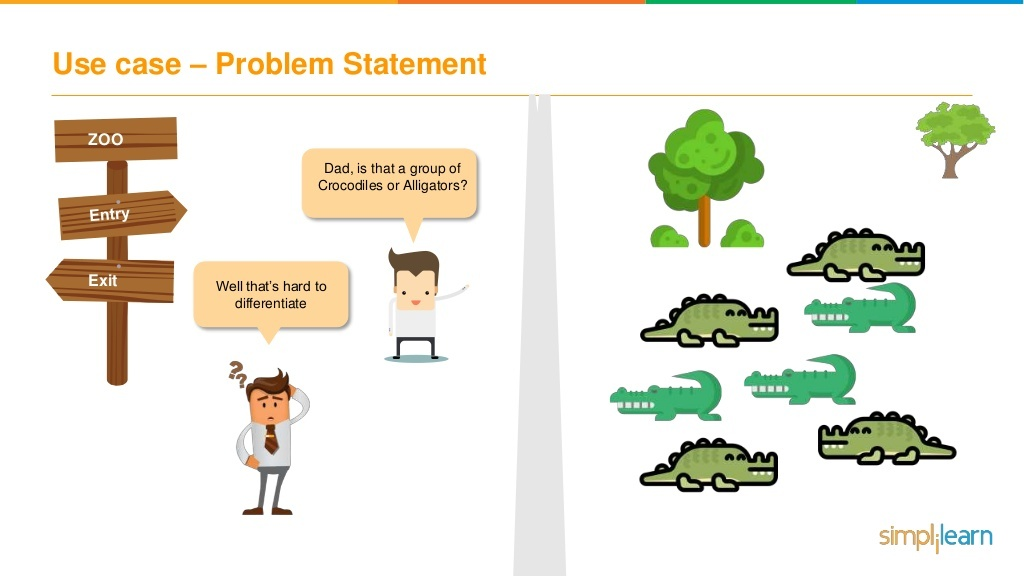 Use case – Problem Statement
ZOO
Entry
Exit
Dad, is that a group of
Crocodiles or Alligators?
Well that's hard to
differentiate
??
simplilearn